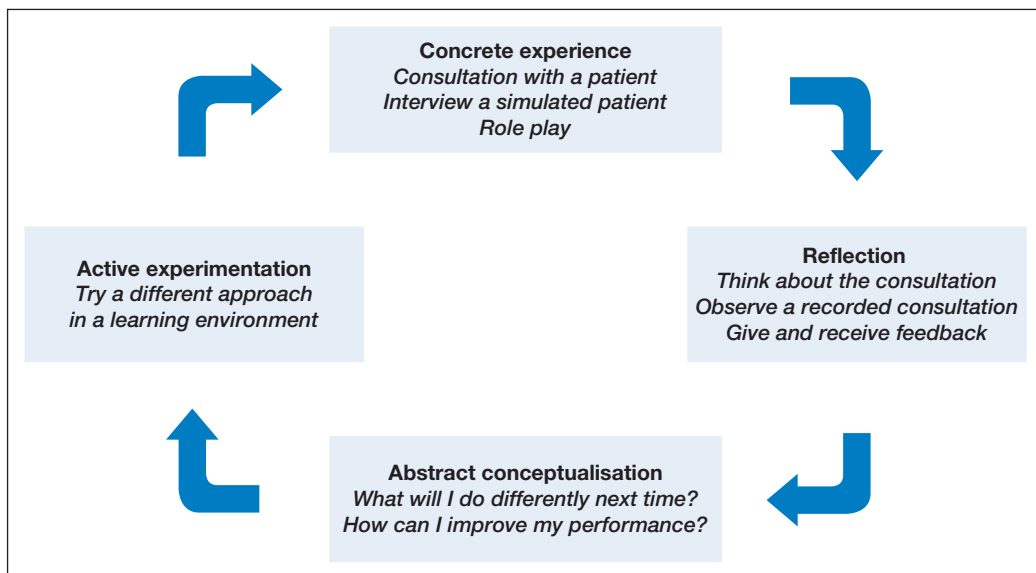 Concrete experience
Consultation with a patient
Interview a simulated patient
Role play
Reflection
Think about the consultation
Observe a recorded consultation
Give and receive feedback
Abstract conceptualisation
What will I do differently next time?
How can I improve my performance?
Active experimentation
Try a different approach
in a learning environment